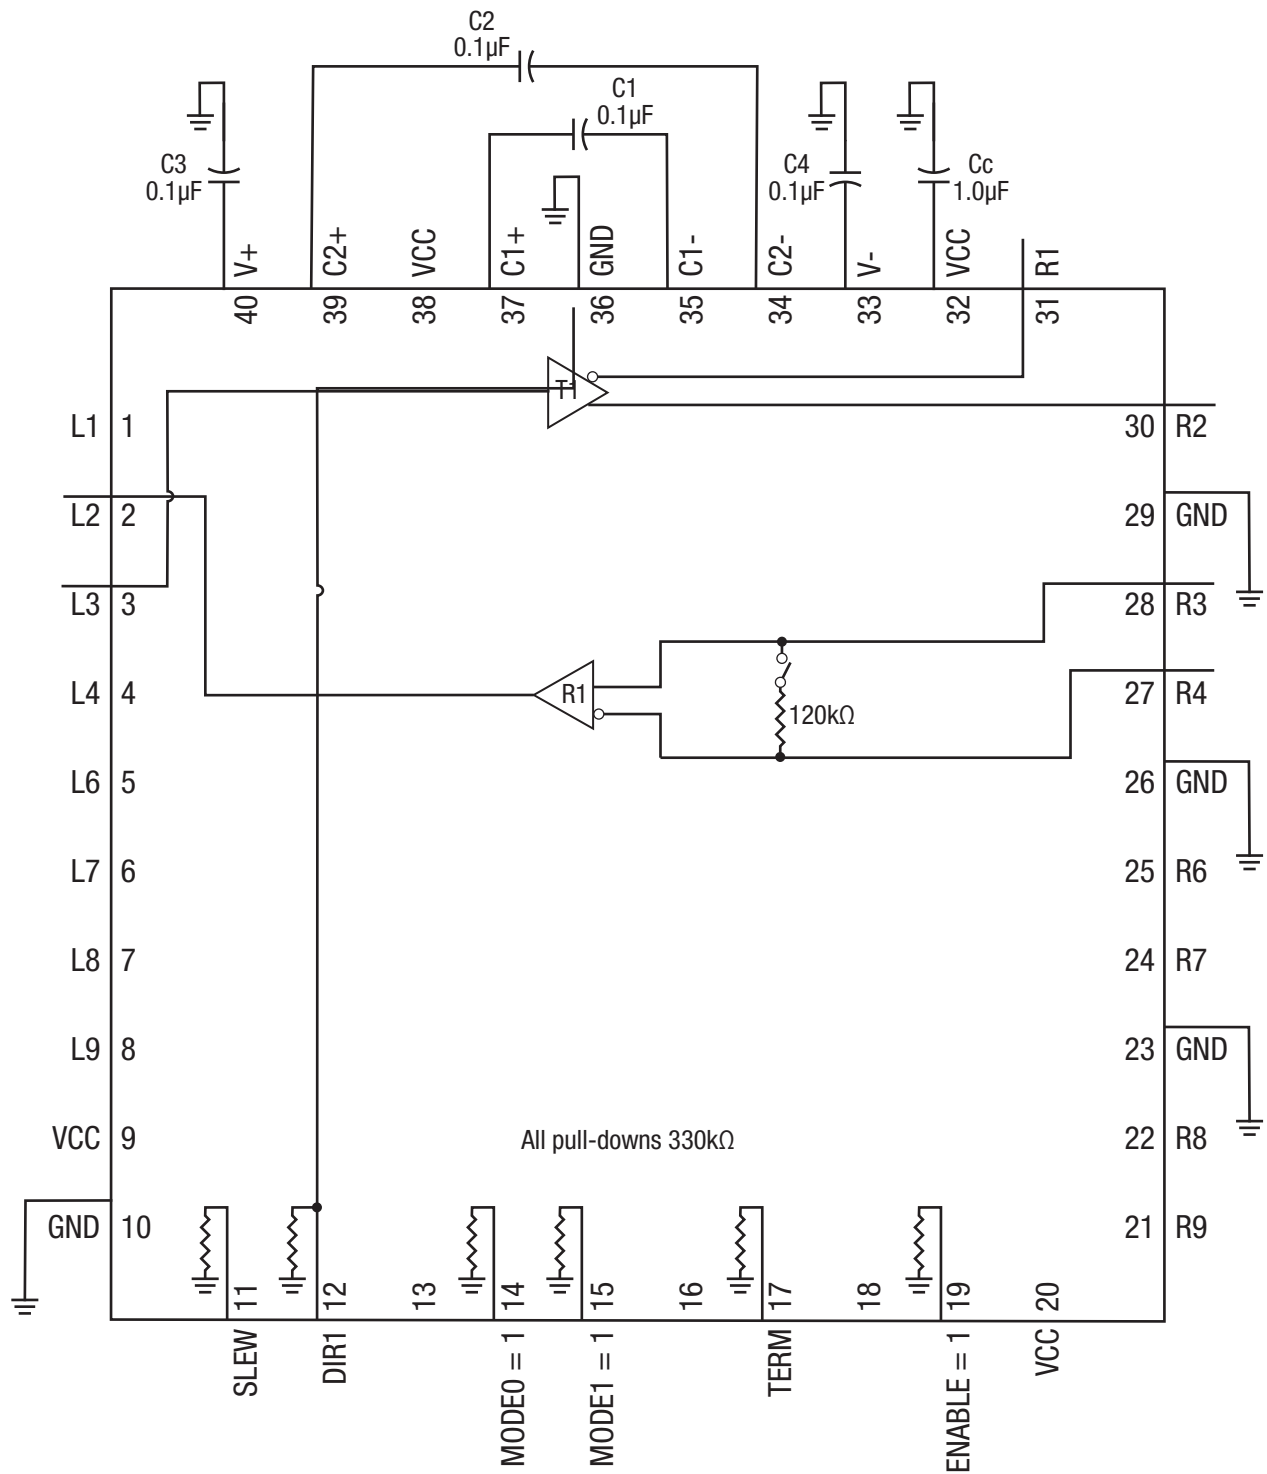 C2
0.1µF
C1
0.1µF
C3
0.1µF
C4
0.1µF
Cc
1.0µF
V+
C2+
VCC
C1+
GND
C1-
C2-
V-
VCC
R1
40
39
38
37
36
35
34
33
32
31
T1
L1 1
30 R2
L2 2
29 GND
L3 3
28 R3
L4 4
R1
120kΩ
27 R4
L6 5
26 GND
L7 6
25 R6
L8 7
24 R7
L9 8
23 GND
VCC 9
All pull-downs 330kΩ
22 R8
GND 10
21 R9
11
12
13
14
15
16
17
18
19
20
SLEW
DIR1
MODE0 = 1
MODE1 = 1
TERM
ENABLE = 1
VCC